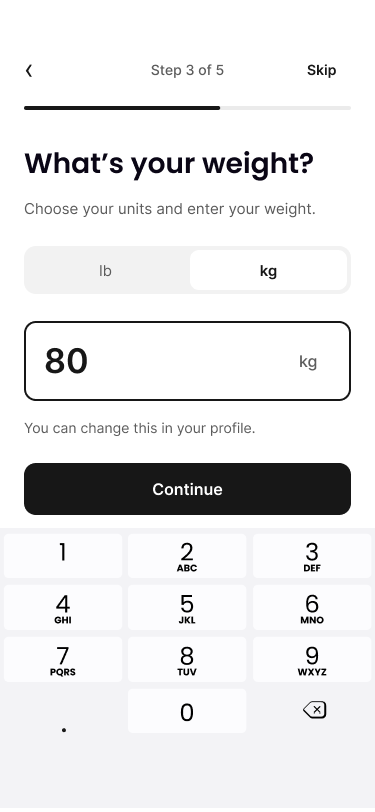 Step 3 of 5 Skip
What's your weight?
Choose your units and enter your weight.
lb kg
80 kg
You can change this in your profile.
Continue
1 2 3
ABC DEF
4 5 6
GHI JKL MNO
7 8 9
PQRS TUV WXYZ
0
.